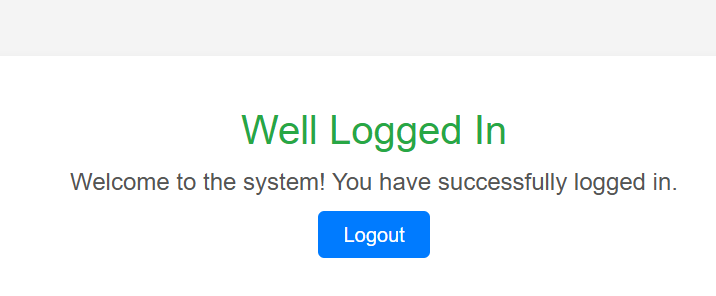 Well Logged In
Welcome to the system! You have successfully logged in.
Logout